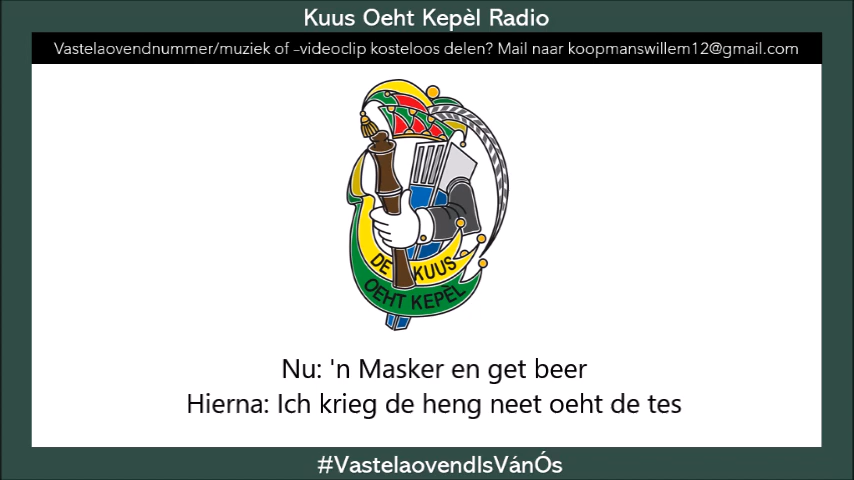 Kuus Oeht Kepèl Radio
Vastelaovendnummer/muziek of –videoclip kosteloos delen? Mail naar koopmanswillem12@gmail.com
DE KUUS
OEHT KEPÈL
Nu: 'n Masker en get beer
Hierna: Ich krieg de heng neet oeht de tes
#VastelaovendIsVánÓs